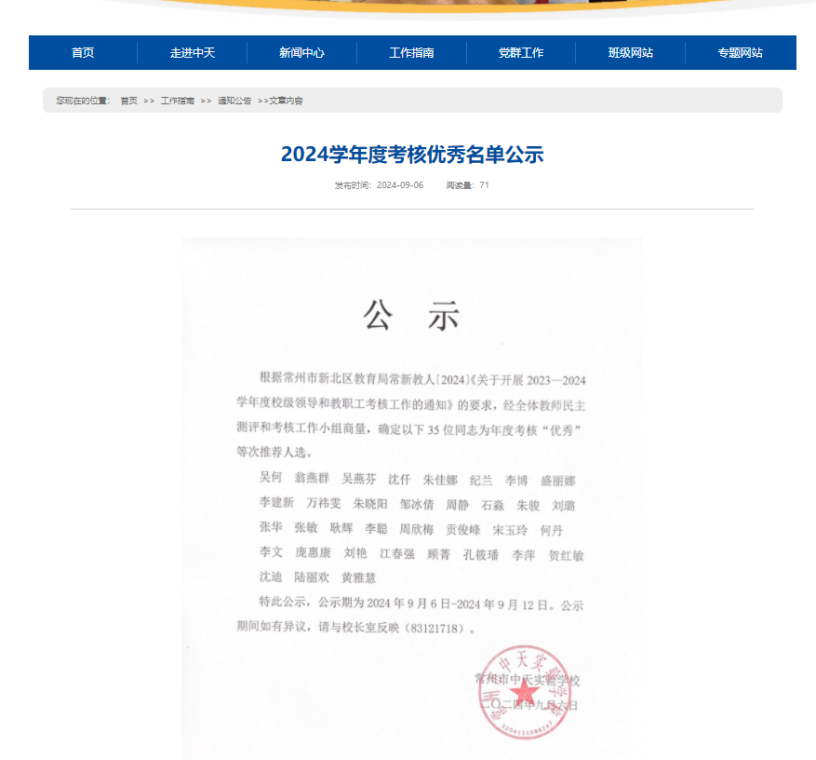 首页 走进中天 新闻中心 工作指南 党群工作 班级网站 专题网站
您现在的位置： 首页 >> 工作指南 >> 通知公告 >>文章内容
2024学年度考核优秀名单公示
发布时间：2024-09-06 阅读量：71
公 示
根据常州市新北区教育局常新教人〔2024〕《关于开展 2023—2024
学年度校级领导和教职工考核工作的通知》的要求，经全体教师民主
测评和考核工作小组商量，确定以下 35 位同志为年度考核“优秀”
等次推荐人选。
吴何 翁燕群 吴燕芬 沈仟 朱佳娜 纪兰 李博 盛丽娜
李建新 万祎雯 朱晓阳 邹冰倩 周静 石淼 朱骏 刘璐
张华 张敏 耿辉 李聪 周欣梅 贡俊峰 宋玉玲 何丹
李文 庞惠康 刘艳 江春强 顾菁 孔筱璠 李萍 贺红敏
沈迪 陆丽欢 黄雅慧
特此公示，公示期为 2024 年 9 月 6 日-2024 年 9 月 12 日。公示
期间如有异议，请与校长室反映（83121718）。
常州市中天实验学校
二〇二四年九月六日
常州市中天实验学校